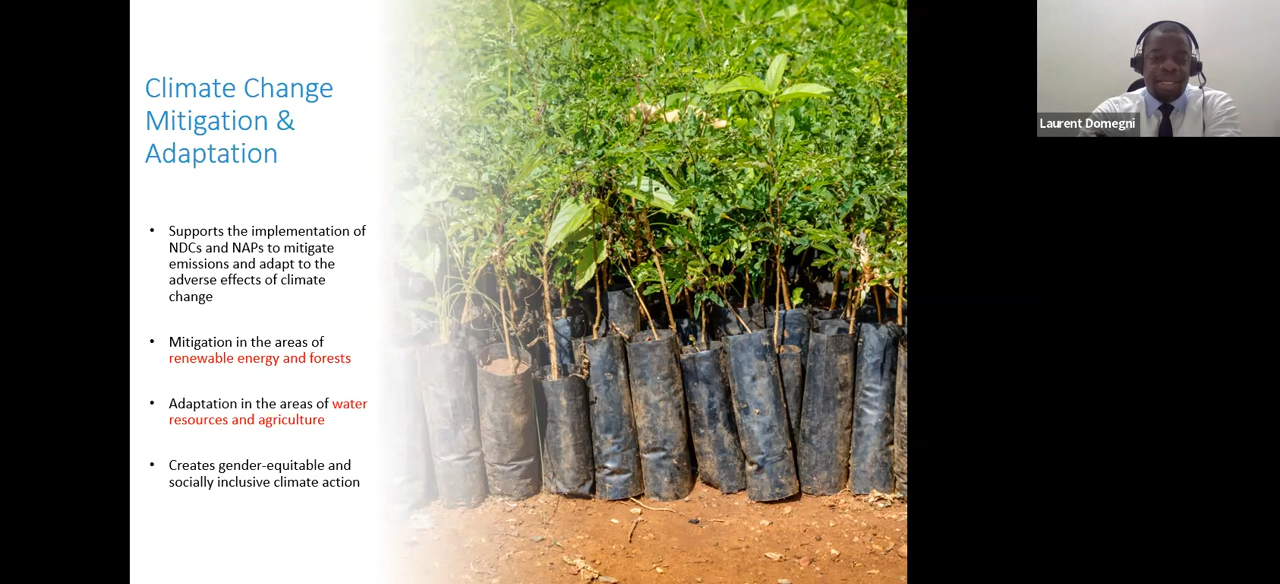 Climate Change
Mitigation &
Adaptation
• Supports the implementation of
NDCs and NAPs to mitigate
emissions and adapt to the
adverse effects of climate
change
• Mitigation in the areas of
renewable energy and forests
• Adaptation in the areas of water
resources and agriculture
• Creates gender-equitable and
socially inclusive climate action
Laurent Domegni